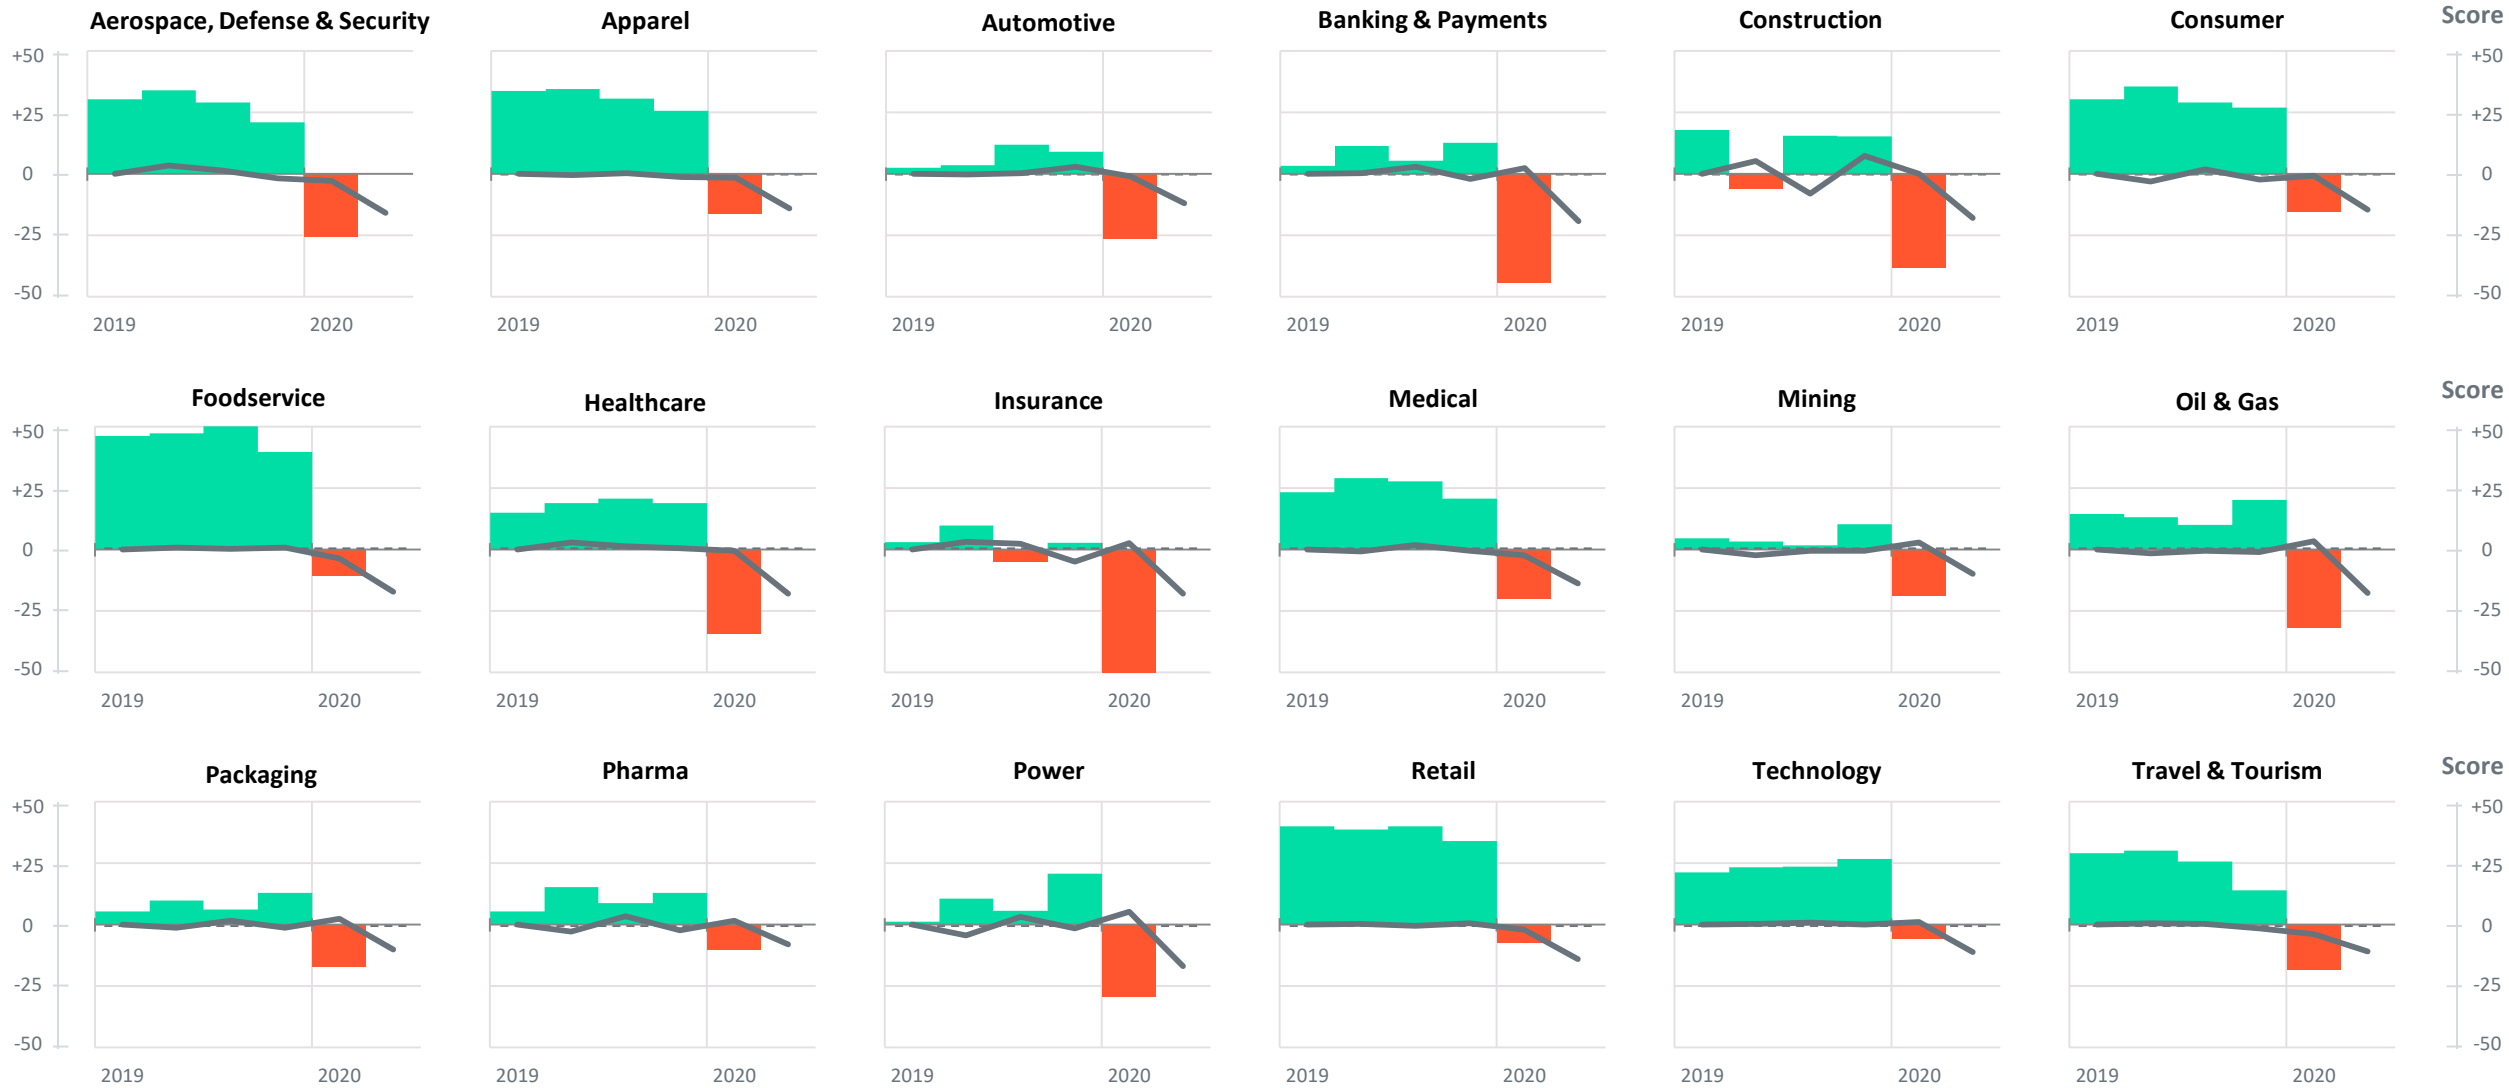 Aerospace, Defense & Security Apparel Automotive Banking & Payments Construction Consumer Score
+50 +50
+25 +25
0 0
-25 -25
-50 -50
2019 2020 2019 2020 2019 2020 2019 2020 2019 2020 2019 2020
Foodservice Healthcare Insurance Medical Mining Oil & Gas Score
+50 +50
+25 +25
0 0
-25 -25
-50 -50
2019 2020 2019 2020 2019 2020 2019 2020 2019 2020 2019 2020
Packaging Pharma Power Retail Technology Travel & Tourism Score
+50 +50
+25 +25
0 0
-25 -25
-50 -50
2019 2020 2019 2020 2019 2020 2019 2020 2019 2020 2019 2020